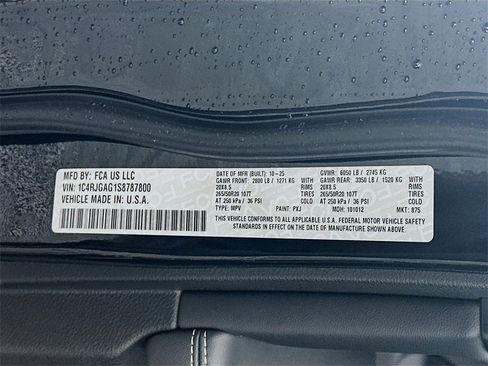 MFD BY: FCA US LLC
VIN: 1C4RJGAG1S8787800
VEHICLE MADE IN: U.S.A.
DATE OF MFR (BUILT): 10-25
GAWR FRONT: 2800 LB / 1271 KG
20X8.5 RIMS
265/50R20 107T TIRES
AT 250 kPa / 36 PSI COLD
TYPE: MPV PAINT: PXJ
GVWR: 6050 LB / 2745 KG
GAWR REAR: 3350 LB / 1520 KG
20X8.5 RIMS
265/50R20 107T TIRES
AT 250 kPa / 36 PSI COLD
MDH: 101012 MKT: 875
THIS VEHICLE CONFORMS TO ALL APPLICABLE U.S.A. FEDERAL MOTOR VEHICLE SAFETY
STANDARDS IN EFFECT ON THE DATE OF MANUFACTURE SHOWN ABOVE.